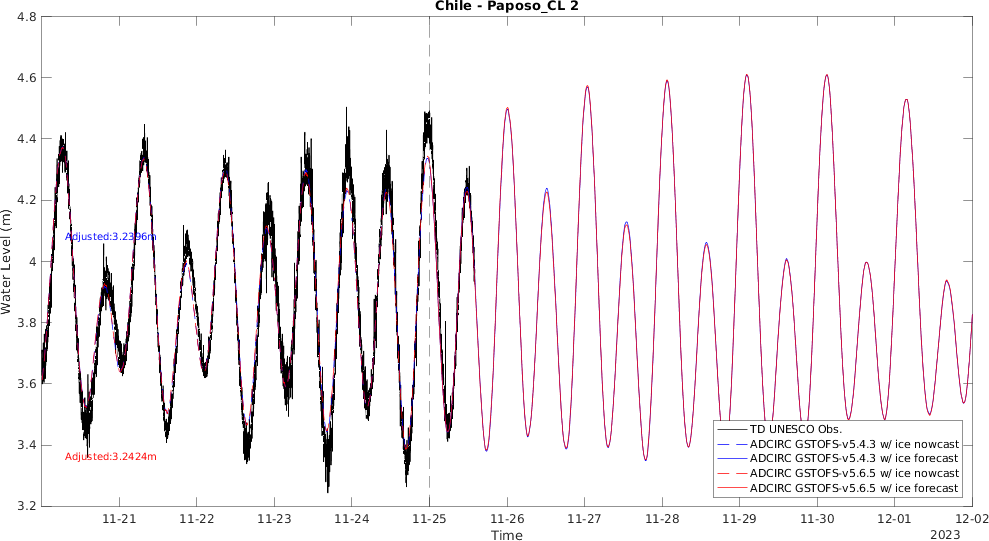 Chile - Paposo_CL 2
4.8
4.6
4.4
4.2
4
3.8
3.6
3.4
3.2
Water Level (m)
Adjusted:3.2396m
Adjusted:3.2424m
TD UNESCO Obs.
ADCIRC GSTOFS-v5.4.3 w/ ice nowcast
ADCIRC GSTOFS-v5.4.3 w/ ice forecast
ADCIRC GSTOFS-v5.6.5 w/ ice nowcast
ADCIRC GSTOFS-v5.6.5 w/ ice forecast
11-21 11-22 11-23 11-24 11-25 11-26 11-27 11-28 11-29 11-30 12-01 12-02
Time
2023